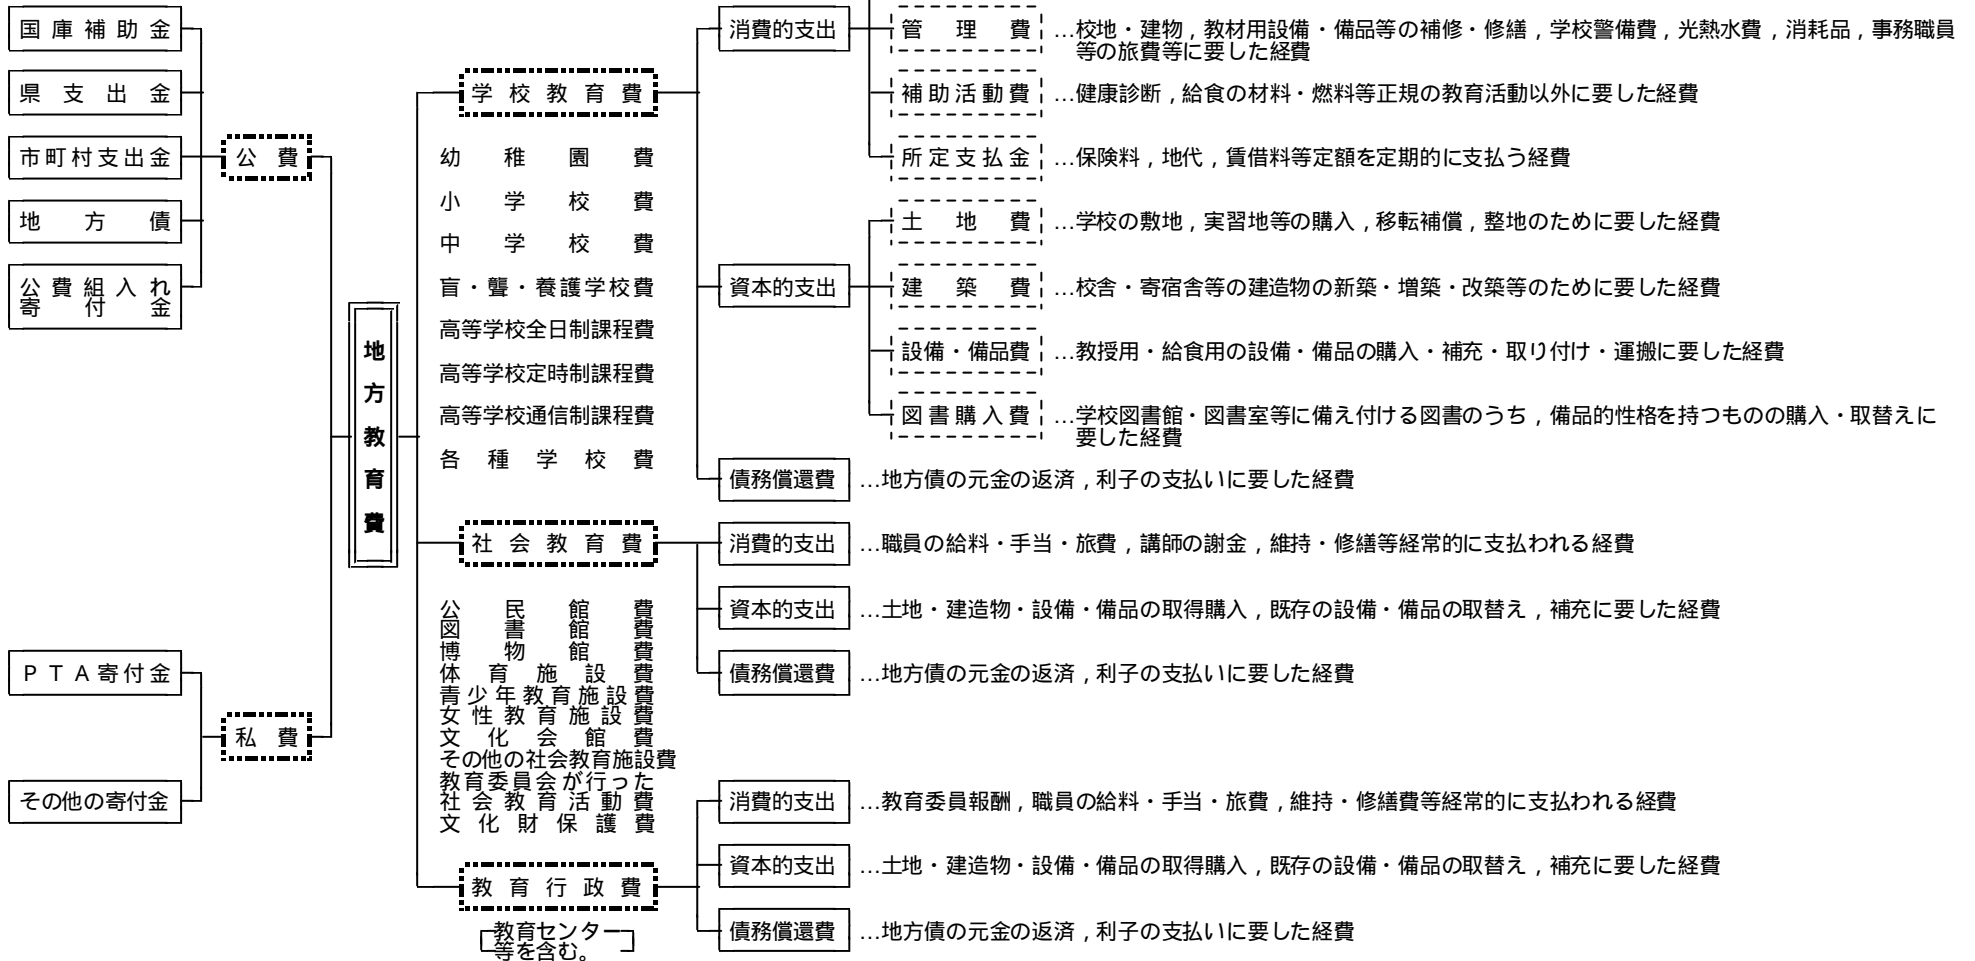 国庫補助金
県支出金
市町村支出金
地方債
公費組入れ
寄付金
公費
PTA寄付金
その他の寄付金
私費
地方教育費
学校教育費
幼稚園費
小学校費
中学校費
盲・聾・養護学校費
高等学校全日制課程費
高等学校定時制課程費
高等学校通信制課程費
各種学校費
消費的支出
管理費
…校地・建物，教材用設備・備品等の補修・修繕，学校警備費，光熱水費，消耗品，事務職員
等の旅費等に要した経費
補助活動費
…健康診断，給食の材料・燃料等正規の教育活動以外に要した経費
所定支払金
…保険料，地代，賃借料等定額を定期的に支払う経費
資本的支出
土地費
…学校の敷地，実習地等の購入，移転補償，整地のために要した経費
建築費
…校舎・寄宿舎等の建造物の新築・増築・改築等のために要した経費
設備・備品費
…教授用・給食用の設備・備品の購入・補充・取り付け・運搬に要した経費
図書購入費
…学校図書館・図書室等に備え付ける図書のうち，備品的性格を持つものの購入・取替えに
要した経費
債務償還費
…地方債の元金の返済，利子の支払いに要した経費
社会教育費
公民館費
図書館費
博物館費
体育施設費
青少年教育施設費
女性教育施設費
文化会館費
その他の社会教育施設費
教育委員会が行った
社会教育活動費
文化財保護費
消費的支出
…職員の給料・手当・旅費，講師の謝金，維持・修繕等経常的に支払われる経費
資本的支出
…土地・建造物・設備・備品の取得購入，既存の設備・備品の取替え，補充に要した経費
債務償還費
…地方債の元金の返済，利子の支払いに要した経費
教育行政費
教育センター
等を含む。
消費的支出
…教育委員報酬，職員の給料・手当・旅費，維持・修繕費等経常的に支払われる経費
資本的支出
…土地・建造物・設備・備品の取得購入，既存の設備・備品の取替え，補充に要した経費
債務償還費
…地方債の元金の返済，利子の支払いに要した経費